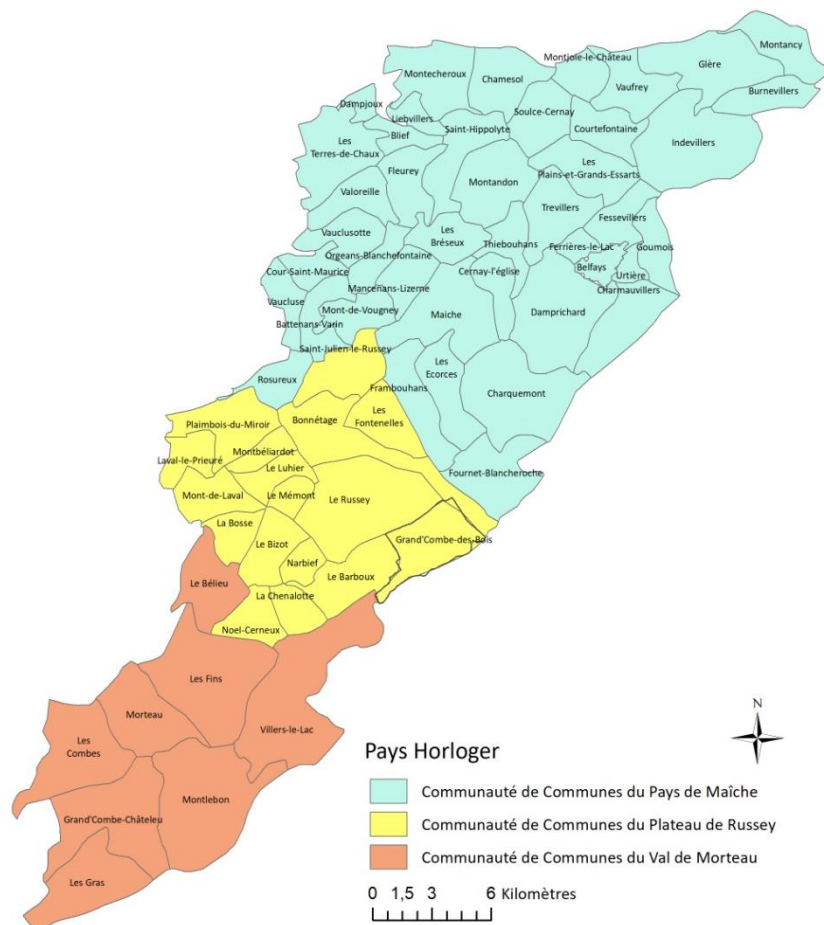 Montancy
Montjoie-le-Château
Glère
Montecheroux
Chamesol
Vaufrey
Burnevillers
Dampjoux
Liebvillers
Soulce-Cernay
Blief
Saint-Hippolyte
Courtefontaine
Les
Terres-de-Chaux
Indevillers
Fleurey
Les
Plains-et-Grands-Essarts
Montandon
Valoreille
Trevillers
Fessevillers
Vauclusotte
Les
Bréseux
Thiebouhans
Ferrières-le-Lac
Goumois
Orgeans-Blanchefontaine
Cour-Saint-Maurice
Cernay-l'église
Belfays
Urtière
Mancenans-Lizerne
Charmauvillers
Vaucluse
Mont-de-Vougney
Maiche
Damprichard
Battenans-Varin
Saint-Julien-le-Russey
Les
Ecorces
Rosureux
Frambouhans
Charquemont
Les
Fontenelles
Plaimbois-du-Miroir
Bonnétage
Montbéliardot
Laval-le-Prieuré
Le Luhier
Fournet-Blancheroche
Mont-de-Laval
Le Mémont
Le Russey
La Bosse
Le Bizot
Grand'Combe-des-Bois
Narbief
Le Barboux
Le Bélieu
La Chenalotte
Noel-Cerneux
Les Fins
N
Morteau
Villers-le-Lac
Les
Combes
Pays Horloger
Communauté de Communes du Pays de Maîche
Montlebon
Grand'Combe-Châteleu
Communauté de Communes du Plateau de Russey
Communauté de Communes du Val de Morteau
Les Gras
0 1,5 3 6 Kilomètres